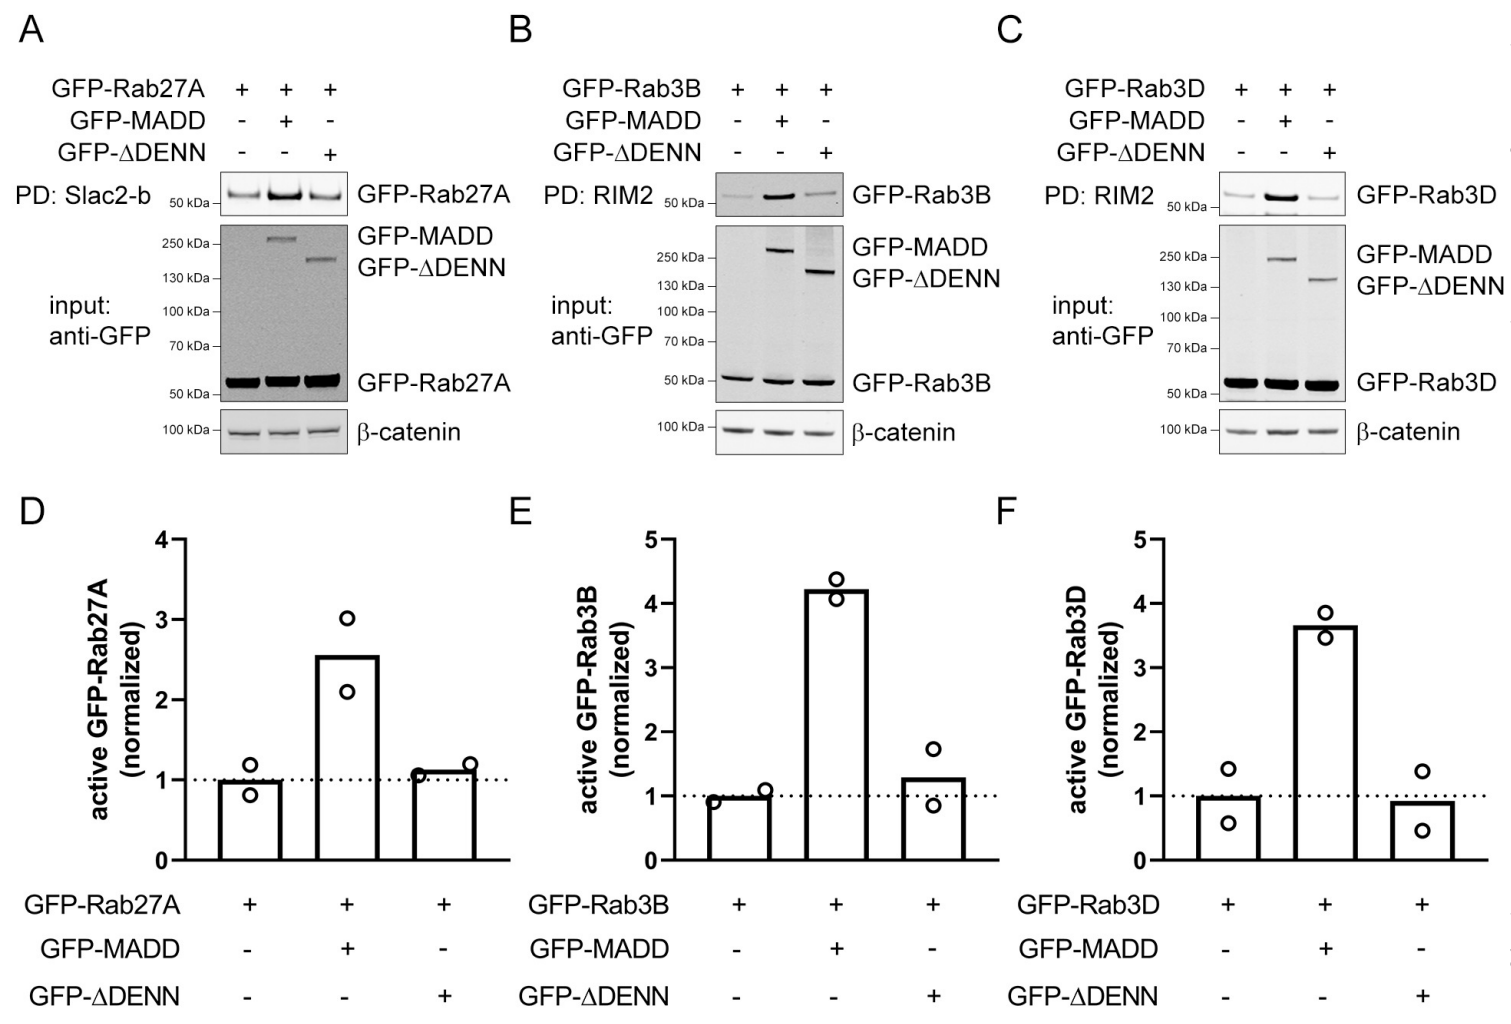 A
GFP-Rab27A + + +
GFP-MADD - + -
GFP-ΔDENN - - +
PD: Slac2-b 50 kDa GFP-Rab27A
GFP-MADD
250 kDa
GFP-ΔDENN
130 kDa
input:
anti-GFP
100 kDa
70 kDa
50 kDa GFP-Rab27A
100 kDa β-catenin
B
GFP-Rab3B + + +
GFP-MADD - + -
GFP-ΔDENN - - +
PD: RIM2 50 kDa GFP-Rab3B
GFP-MADD
250 kDa
GFP-ΔDENN
130 kDa
input:
anti-GFP
100 kDa
70 kDa
50 kDa GFP-Rab3B
100 kDa β-catenin
C
GFP-Rab3D + + +
GFP-MADD - + -
GFP-ΔDENN - - +
PD: RIM2 50 kDa GFP-Rab3D
250 kDa GFP-MADD
130 kDa GFP-ΔDENN
input:
anti-GFP
100 kDa
70 kDa
50 kDa GFP-Rab3D
100 kDa β-catenin
D
active GFP-Rab27A
(normalized)
4
3
2
1
0
GFP-Rab27A + + +
GFP-MADD - + -
GFP-ΔDENN - - +
E
active GFP-Rab3B
(normalized)
5
4
3
2
1
0
GFP-Rab3B + + +
GFP-MADD - + -
GFP-ΔDENN - - +
F
active GFP-Rab3D
(normalized)
5
4
3
2
1
0
GFP-Rab3D + + +
GFP-MADD - + -
GFP-ΔDENN - - +